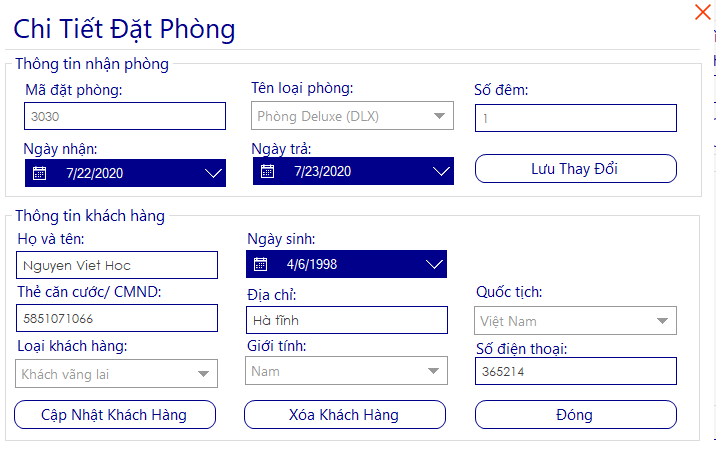 Chi Tiết Đặt Phòng
Thông tin nhận phòng
Mã đặt phòng:
Tên loại phòng:
Số đêm:
3030
Phòng Deluxe (DLX)
1
Ngày nhận:
Ngày trả:
7/22/2020
7/23/2020
Lưu Thay Đổi
Thông tin khách hàng
Họ và tên:
Ngày sinh:
Nguyen Viet Hoc
4/6/1998
Thẻ căn cước/ CMND:
Địa chỉ:
Quốc tịch:
5851071066
Hà tĩnh
Việt Nam
Loại khách hàng:
Giới tính:
Số điện thoại:
Khách vãng lai
Nam
365214
Cập Nhật Khách Hàng
Xóa Khách Hàng
Đóng